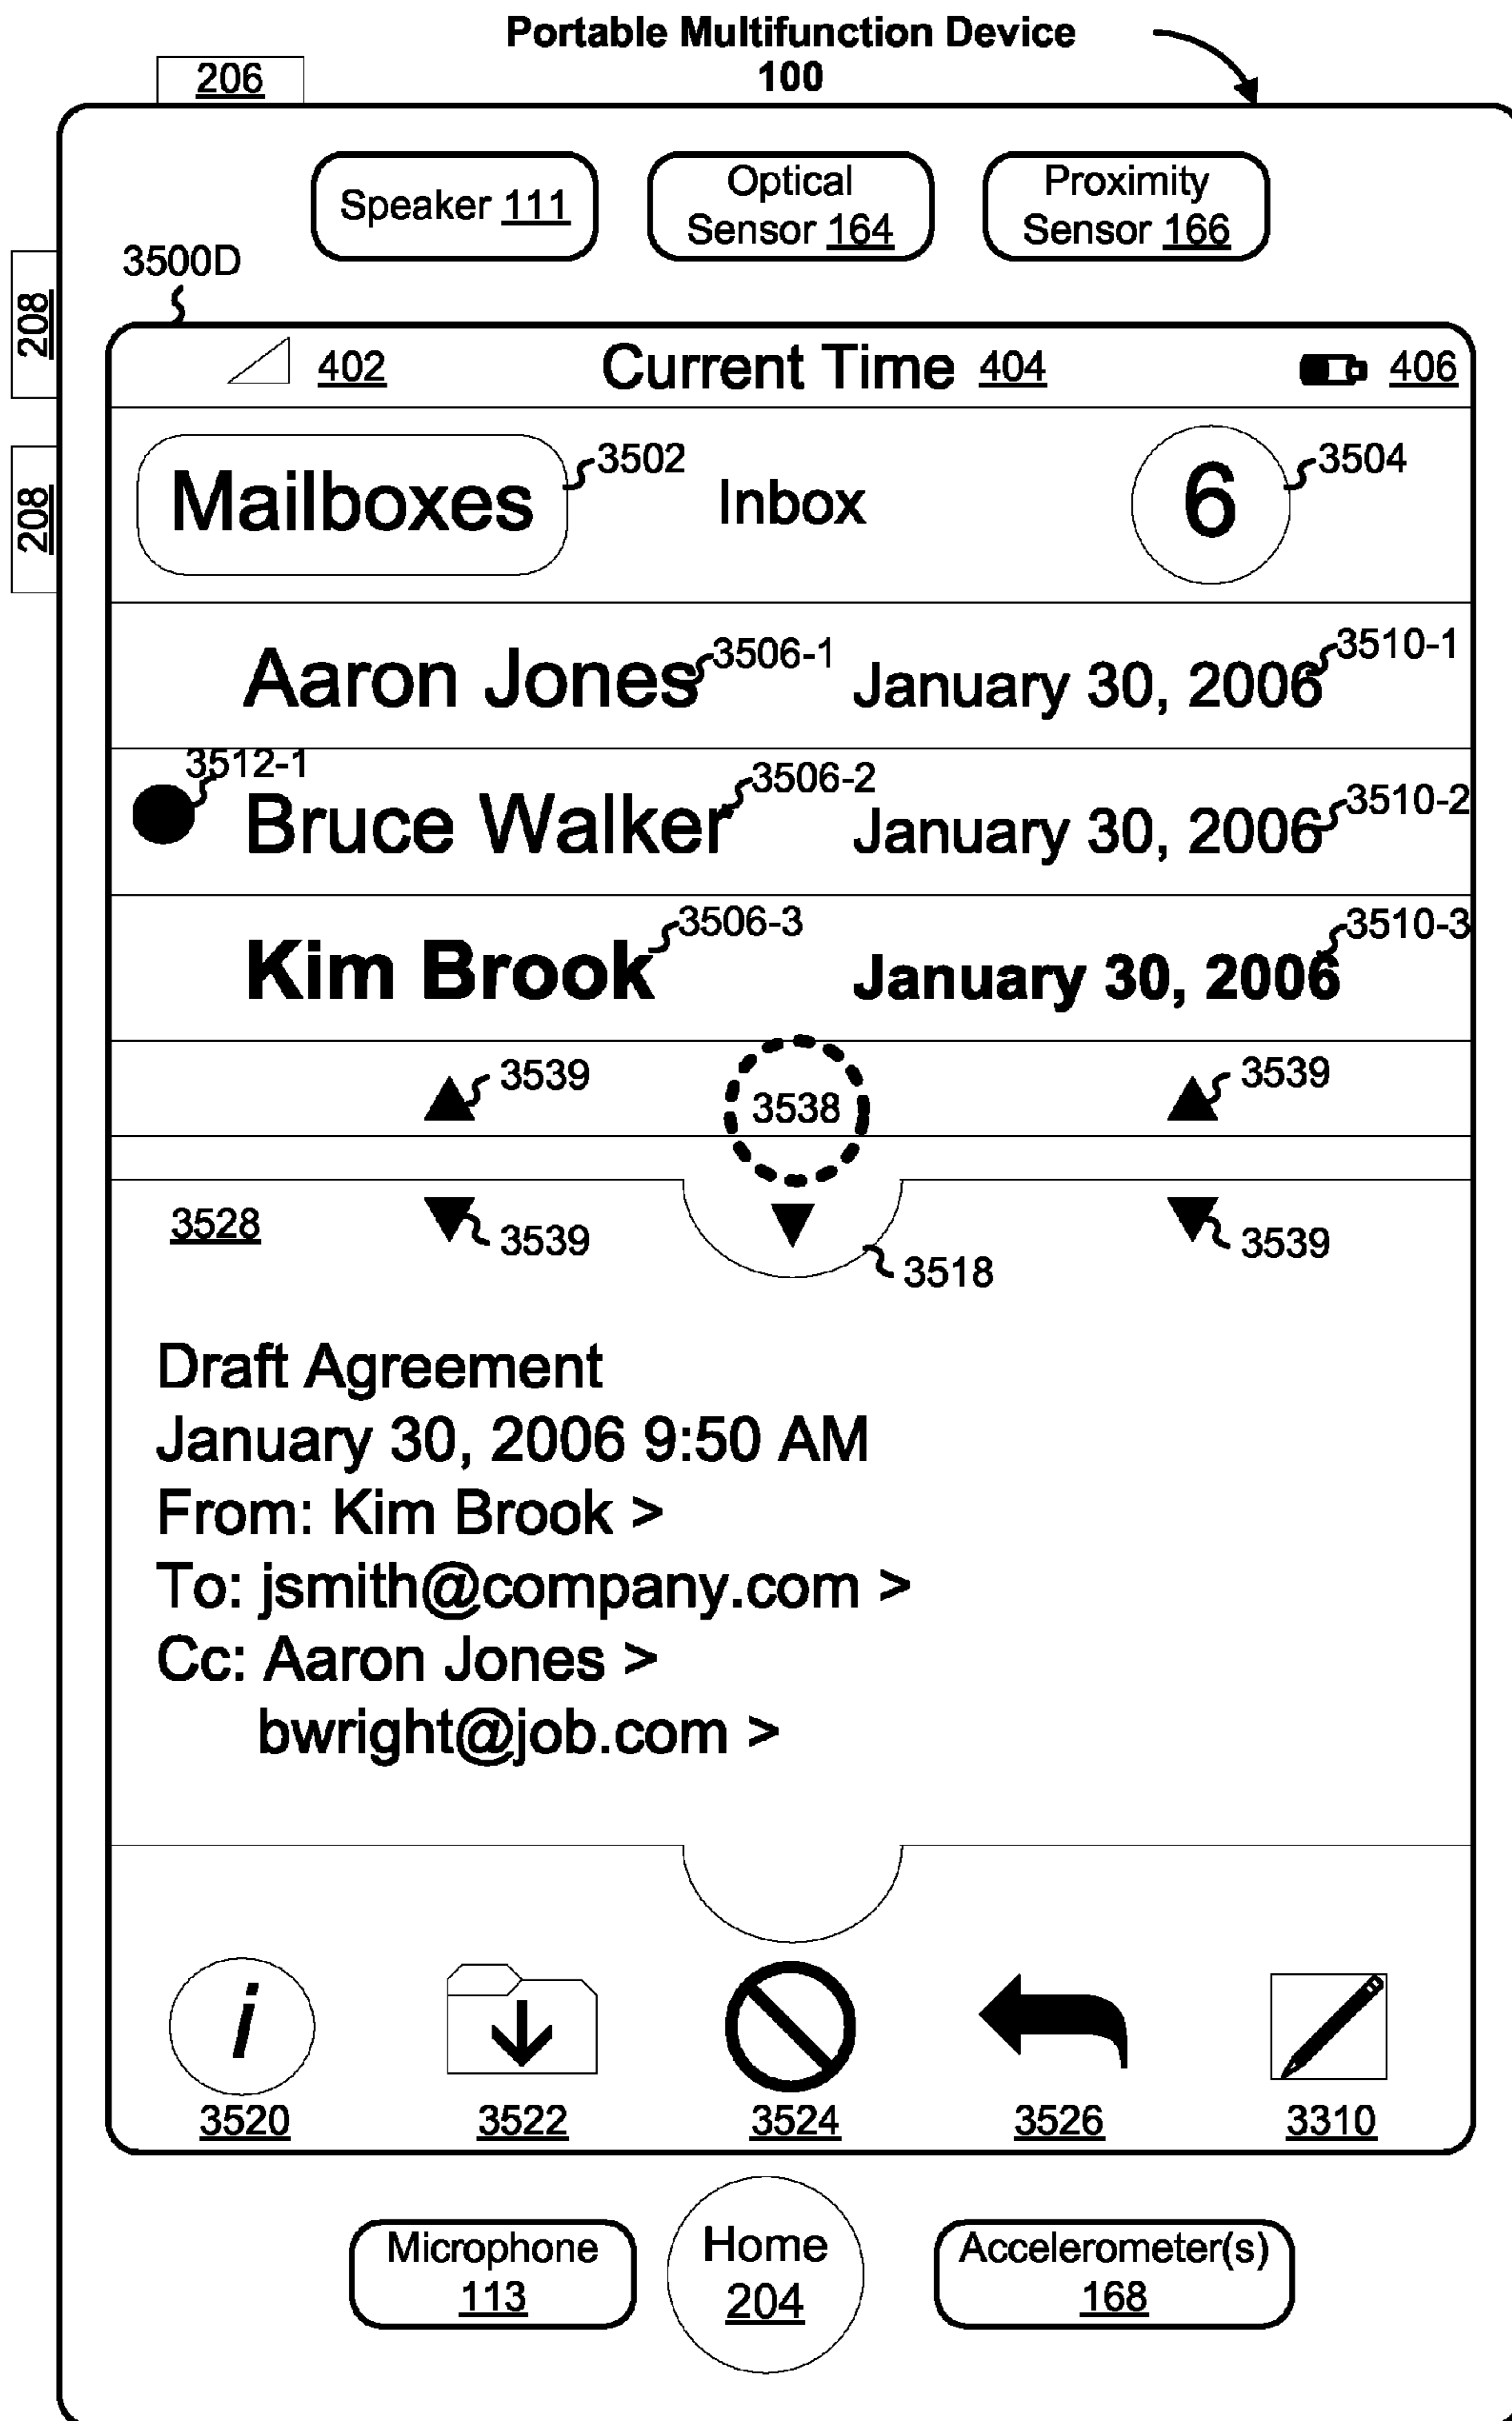 Portable Multifunction Device
100
206
Speaker 111
Optical
Sensor 164
Proximity
Sensor 166
3500D
208
208
402
Current Time 404
406
Mailboxes
3502
Inbox
6
3504
Aaron Jones
3506-1
January 30, 2006
3510-1
3512-1
Bruce Walker
3506-2
January 30, 2006
3510-2
Kim Brook
3506-3
January 30, 2006
3510-3
3539
3538
3539
3528
3539
3518
3539
Draft Agreement
January 30, 2006 9:50 AM
From: Kim Brook >
To: jsmith@company.com >
Cc: Aaron Jones >
bwright@job.com >
i
3520
3522
3524
3526
3310
Microphone
113
Home
204
Accelerometer(s)
168